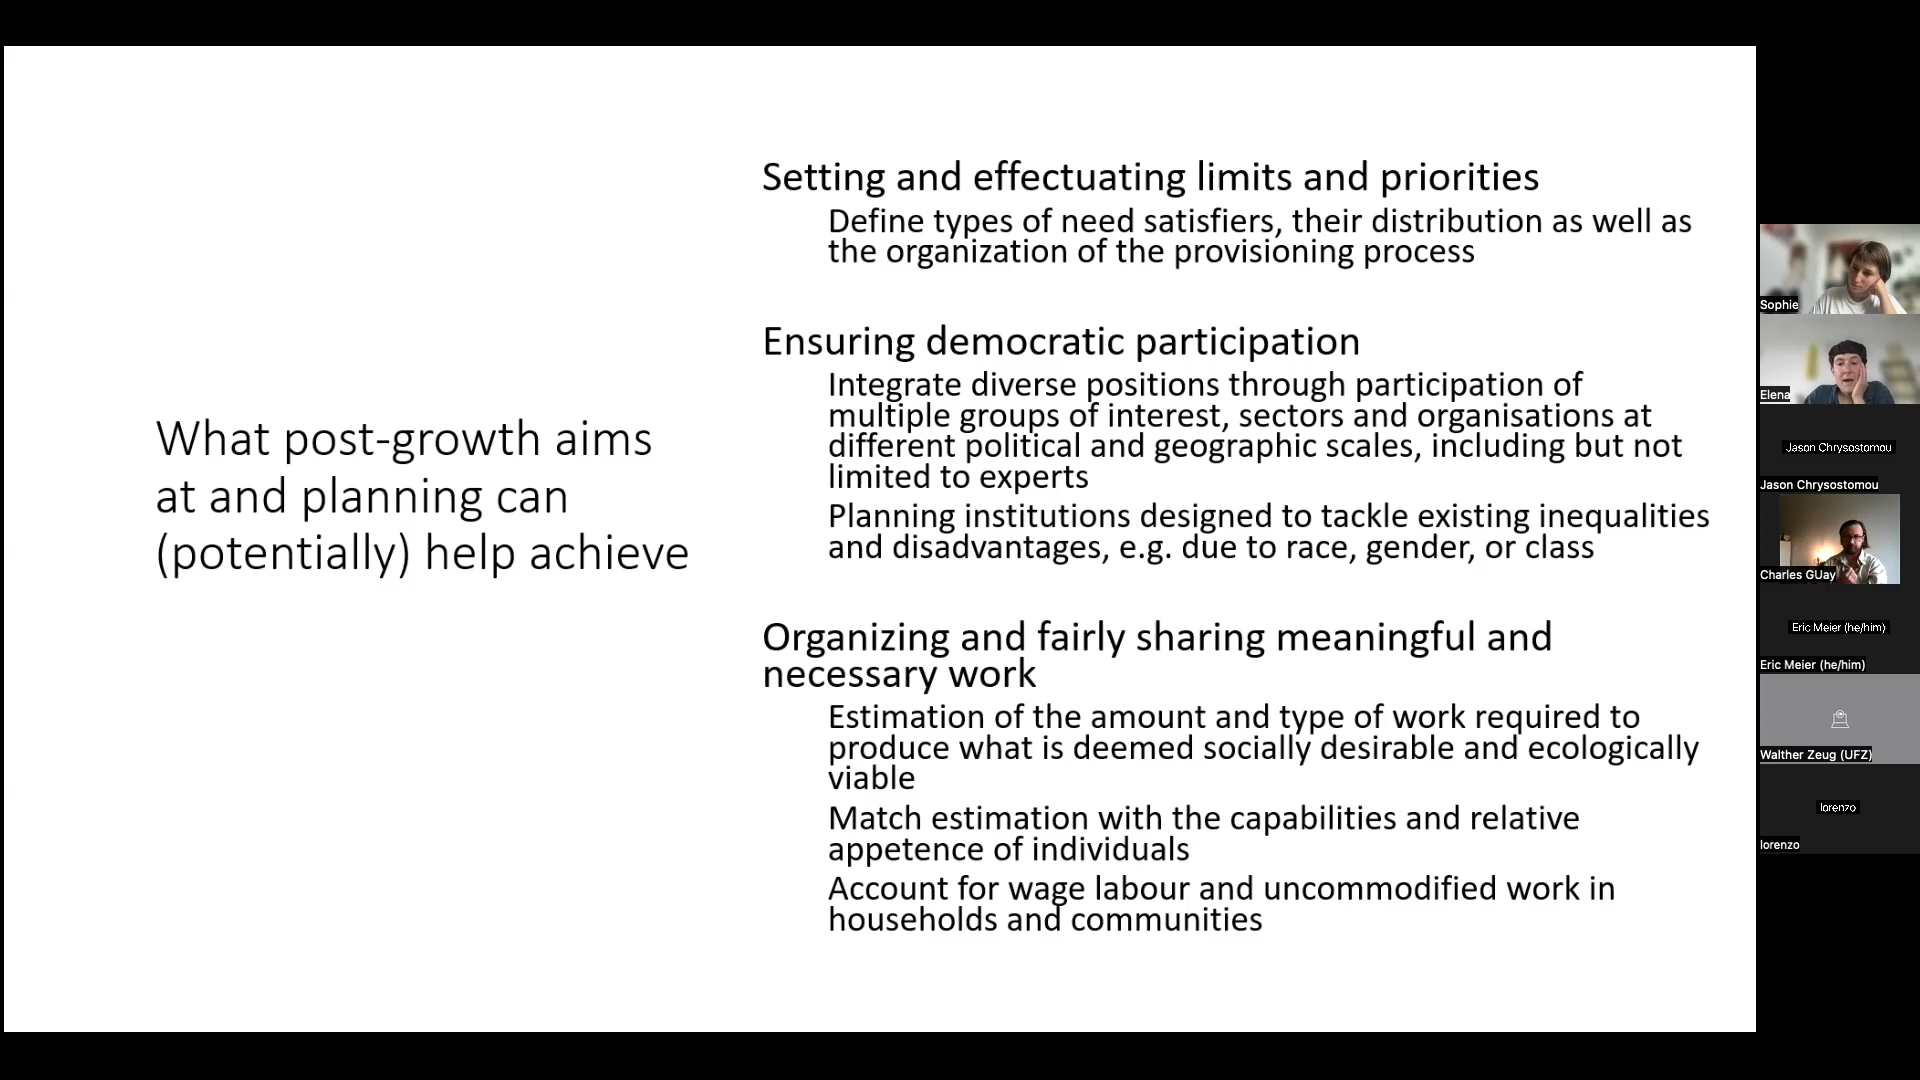 What post-growth aims
at and planning can
(potentially) help achieve
Setting and effectuating limits and priorities
Define types of need satisfiers, their distribution as well as
the organization of the provisioning process
Ensuring democratic participation
Integrate diverse positions through participation of
multiple groups of interest, sectors and organisations at
different political and geographic scales, including but not
limited to experts
Planning institutions designed to tackle existing inequalities
and disadvantages, e.g. due to race, gender, or class
Organizing and fairly sharing meaningful and
necessary work
Estimation of the amount and type of work required to
produce what is deemed socially desirable and ecologically
viable
Match estimation with the capabilities and relative
appetence of individuals
Account for wage labour and uncommodified work in
households and communities
Sophie
Elena
Jason Chrysostomou
Jason Chrysostomou
Charles GUay
Eric Meier (he/him)
Eric Meier (he/him)
Walther Zeug (UFZ)
lorenzo
lorenzo